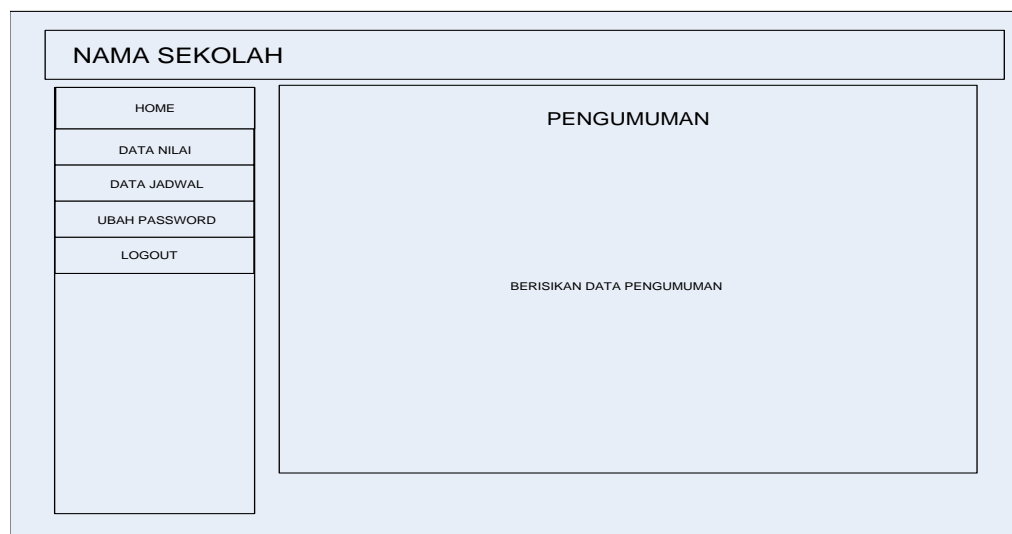 NAMA SEKOLAH
HOME
DATA NILAI
DATA JADWAL
UBAH PASSWORD
LOGOUT
PENGUMUMAN
BERISIKAN DATA PENGUMUMAN